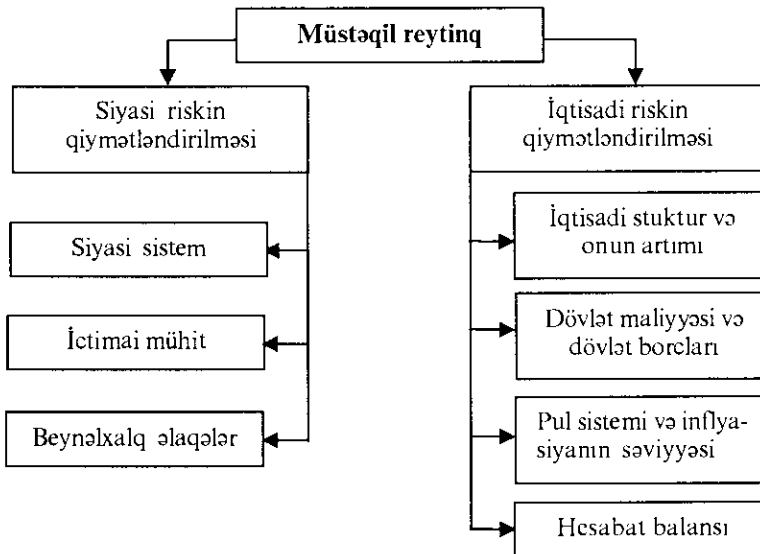 Müstəqil reytinq
Siyasi riskin
qiymətləndirilməsi
Siyasi sistem
İctimai mühit
Beynəlxalq əlaqələr
İqtisadi riskin
qiymətləndirilməsi
İqtisadi stuktur və
onun artımı
Dövlət maliyyəsi və
dövlət borcları
Pul sistemi və inflya-
siyanın səviyyəsi
Hesabat balansı